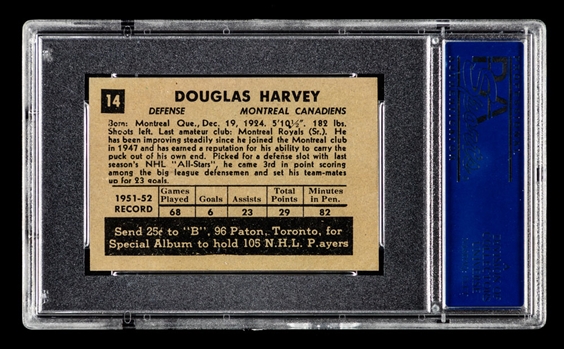 14
DOUGLAS HARVEY
DEFENSE MONTREAL CANADIENS
Born: Montreal Que., Dec. 19, 1924. 5'10½". 182 lbs.
Shoots left. Last amateur club: Montreal Royals (Sr.). He
has been improving steadily since he joined the Montreal club
in 1947 and has earned a reputation for his ability to carry the
puck out of his own end. Picked for a defense slot with last
season's NHL "All-Stars", he came 3rd in point scoring
among the big league defensemen and set his team-mates
up for 23 goals.
1951-52 RECORD
Games Played Goals Assists Total Points Minutes in Pen.
68 6 23 29 82
Send 25¢ to "B", 96 Paton, Toronto, for
Special Album to hold 105 N.H.L. Players
PSA